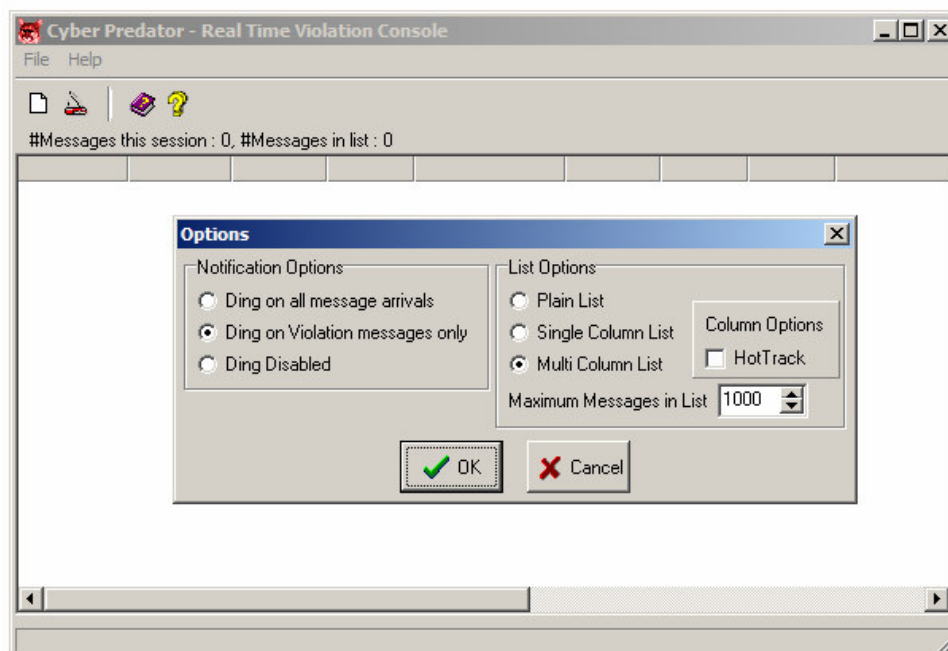 Cyber Predator - Real Time Violation Console
File Help
#Messages this session : 0, #Messages in list : 0
Options
Notification Options
Ding on all message arrivals
Ding on Violation messages only
Ding Disabled
List Options
Plain List
Single Column List
Multi Column List
Column Options
HotTrack
Maximum Messages in List 1000
OK
Cancel